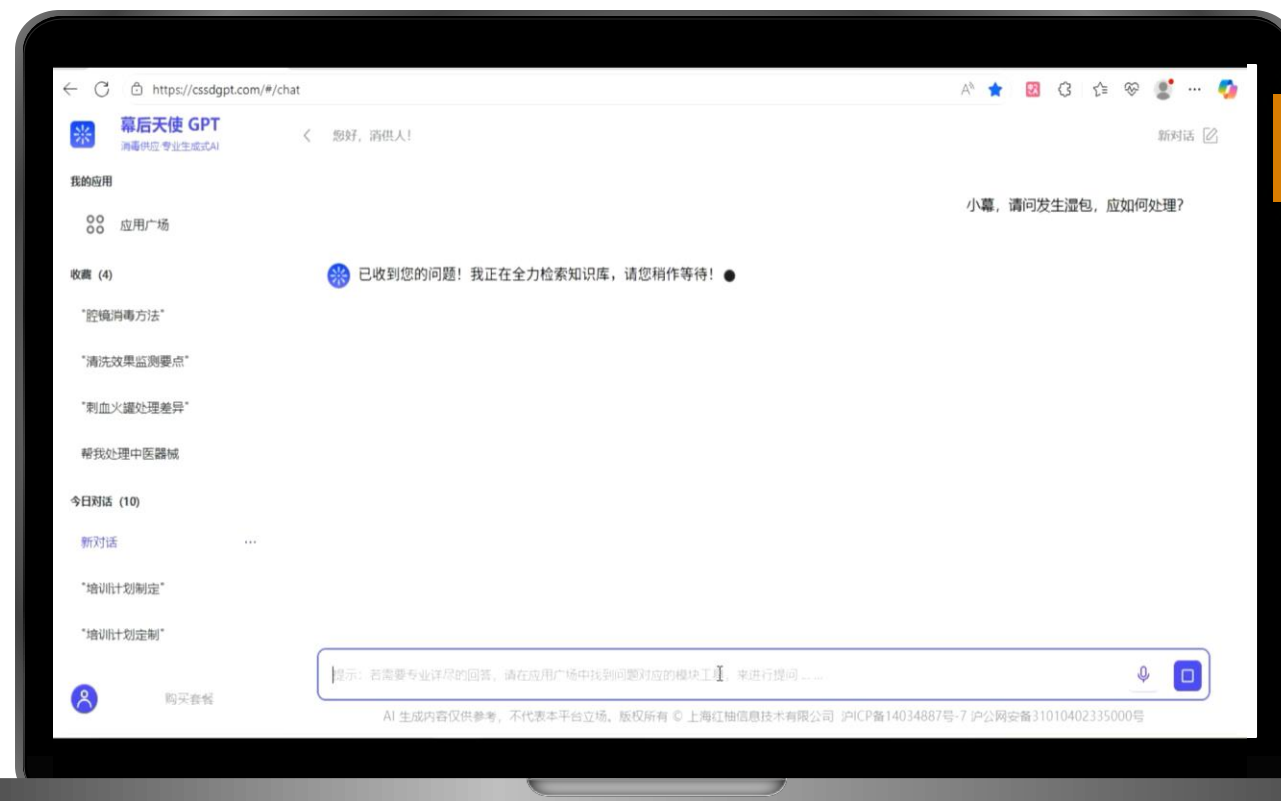 https://cssdgpt.com/#/chat
幕后天使 GPT
消毒供应 专业生成式AI
您好，消供人！
新对话
我的应用
应用广场
小幕，请问发生湿包，应如何处理？
收藏 (4)
已收到您的问题！我正在全力检索知识库，请您稍作等待！
"腔镜消毒方法"
"清洗效果监测要点"
"刺血火罐处理差异"
帮我处理中医器械
今日对话 (10)
新对话 ...
"培训计划制定"
"培训计划定制"
提示：若需要专业详尽的回答，请在应用广场中找到问题对应的模块工具，来进行提问……
购买套餐
AI 生成内容仅供参考，不代表本平台立场。版权所有 © 上海红柚信息技术有限公司 沪ICP备14034887号-7 沪公网安备31010402335000号